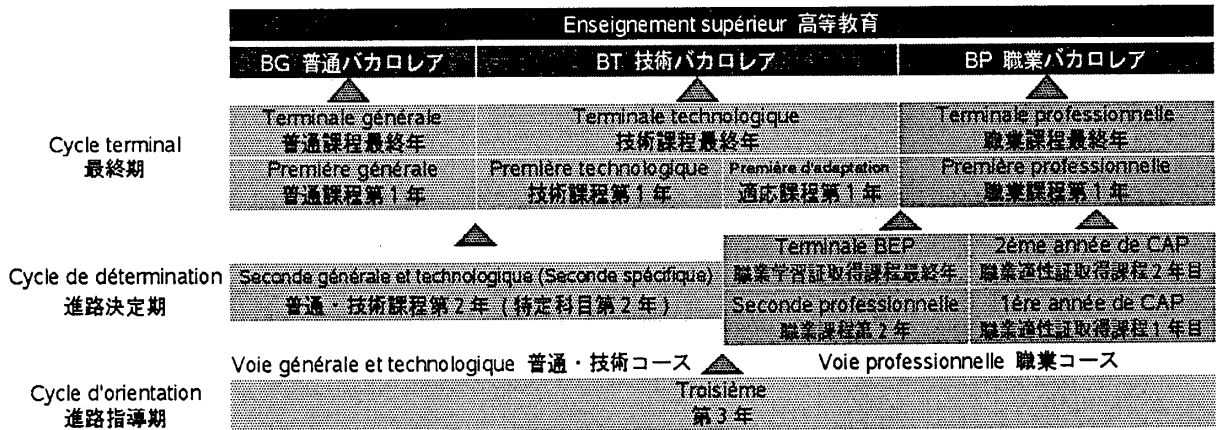 Enseignement supérieur 高等教育
BG 普通バカロレア
BT 技術バカロレア
BP 職業バカロレア
Cycle terminal
最終期
Terminale générale
普通課程最終年
Terminale technologique
技術課程最終年
Terminale professionnelle
職業課程最終年
Première générale
普通課程第1年
Première technologique
技術課程第1年
Première d'adaptation
適応課程第1年
Première professionnelle
職業課程第1年
Cycle de détermination
進路決定期
Seconde générale et technologique (Seconde spécifique)
普通・技術課程第2年 (特定科目第2年)
Terminale BEP
職業学習証取得課程最終年
2ème année de CAP
職業適性証取得課程2年目
Seconde professionnelle
職業課程第2年
1ère année de CAP
職業適性証取得課程1年目
Voie générale et technologique 普通・技術コース
Voie professionnelle 職業コース
Cycle d'orientation
進路指導期
Troisième
第3年